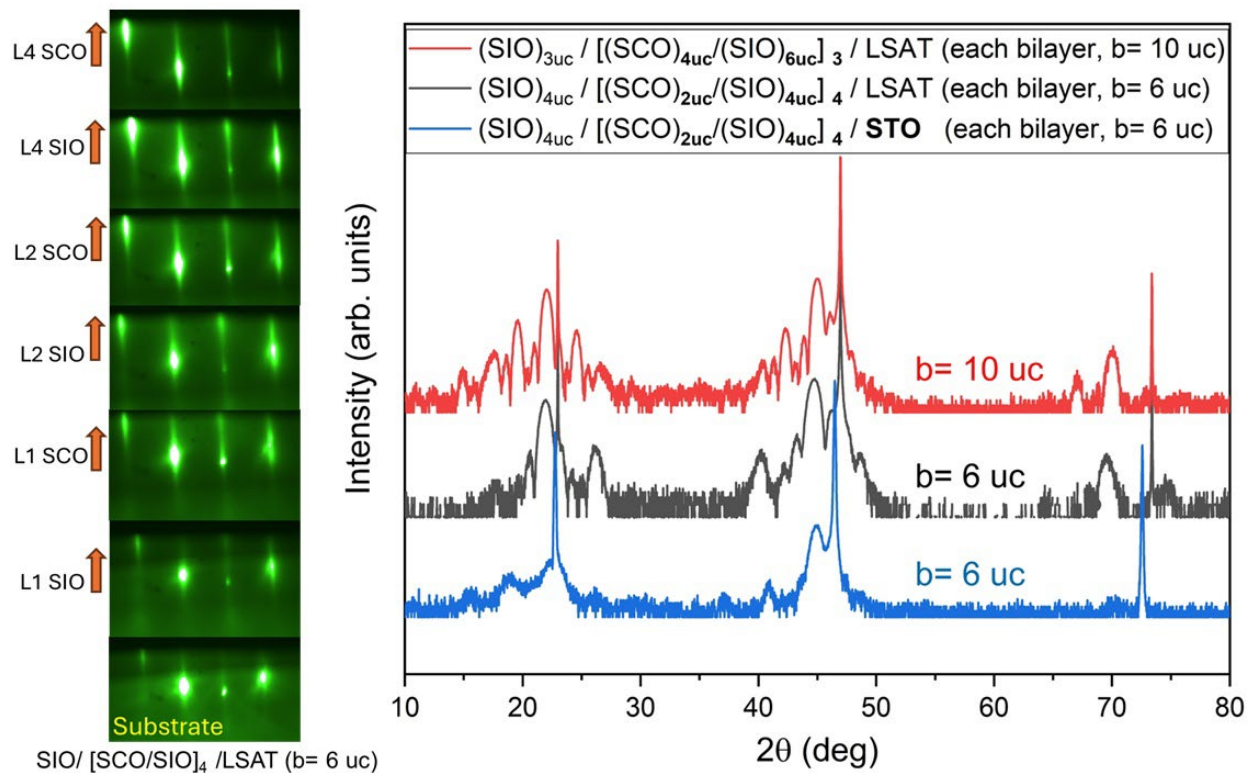 L4 SCO
L4 SIO
L2 SCO
L2 SIO
L1 SCO
L1 SIO
Substrate
SIO/ [SCO/SIO]₄ /LSAT (b= 6 uc)
(SIO)₃uc / [(SCO)₄uc/(SIO)₆uc] ₃ / LSAT (each bilayer, b= 10 uc)
(SIO)₄uc / [(SCO)₂uc/(SIO)₄uc] ₄ / LSAT (each bilayer, b= 6 uc)
(SIO)₄uc / [(SCO)₂uc/(SIO)₄uc] ₄ / STO (each bilayer, b= 6 uc)
Intensity (arb. units)
b= 10 uc
b= 6 uc
b= 6 uc
10 20 30 40 50 60 70 80
2θ (deg)